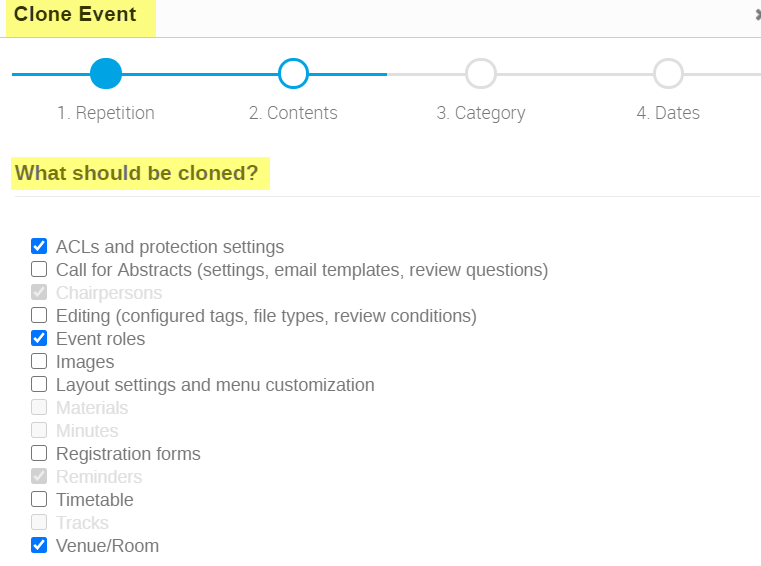 Clone Event
1. Repetition
2. Contents
3. Category
4. Dates
What should be cloned?
ACLs and protection settings
Call for Abstracts (settings, email templates, review questions)
Chairpersons
Editing (configured tags, file types, review conditions)
Event roles
Images
Layout settings and menu customization
Materials
Minutes
Registration forms
Reminders
Timetable
Tracks
Venue/Room